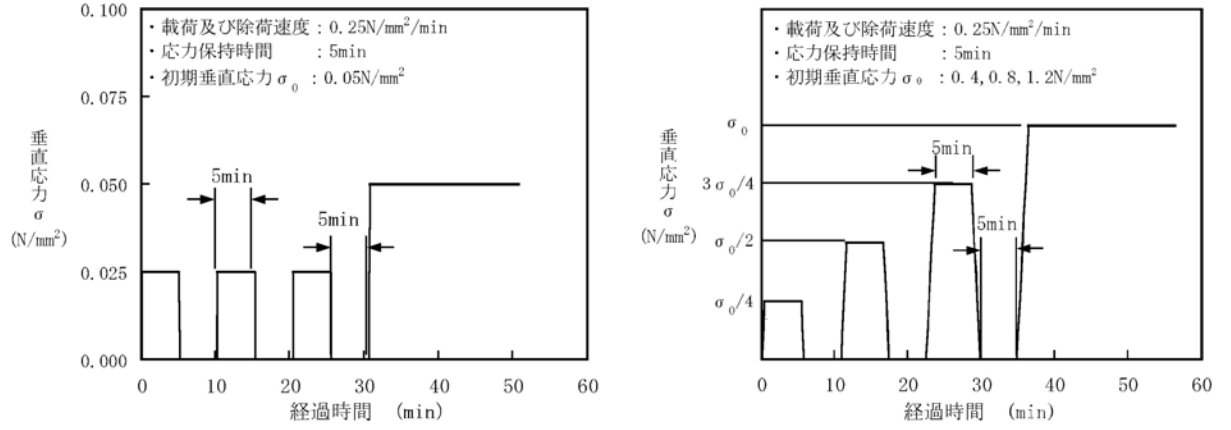 ・載荷及び除荷速度 : 0.25N/mm²/min
・応力保持時間 : 5min
・初期垂直応力σ₀ : 0.05N/mm²
0.100
0.075
0.050
0.025
0.000
垂直応力σ
(N/mm²)
5min
5min
0
10
20
30
40
50
60
経過時間 (min)
・載荷及び除荷速度 : 0.25N/mm²/min
・応力保持時間 : 5min
・初期垂直応力σ₀ : 0.4,0.8,1.2N/mm²
σ₀
3σ₀/4
σ₀/2
σ₀/4
垂直応力σ
(N/mm²)
5min
5min
0
10
20
30
40
50
60
経過時間 (min)